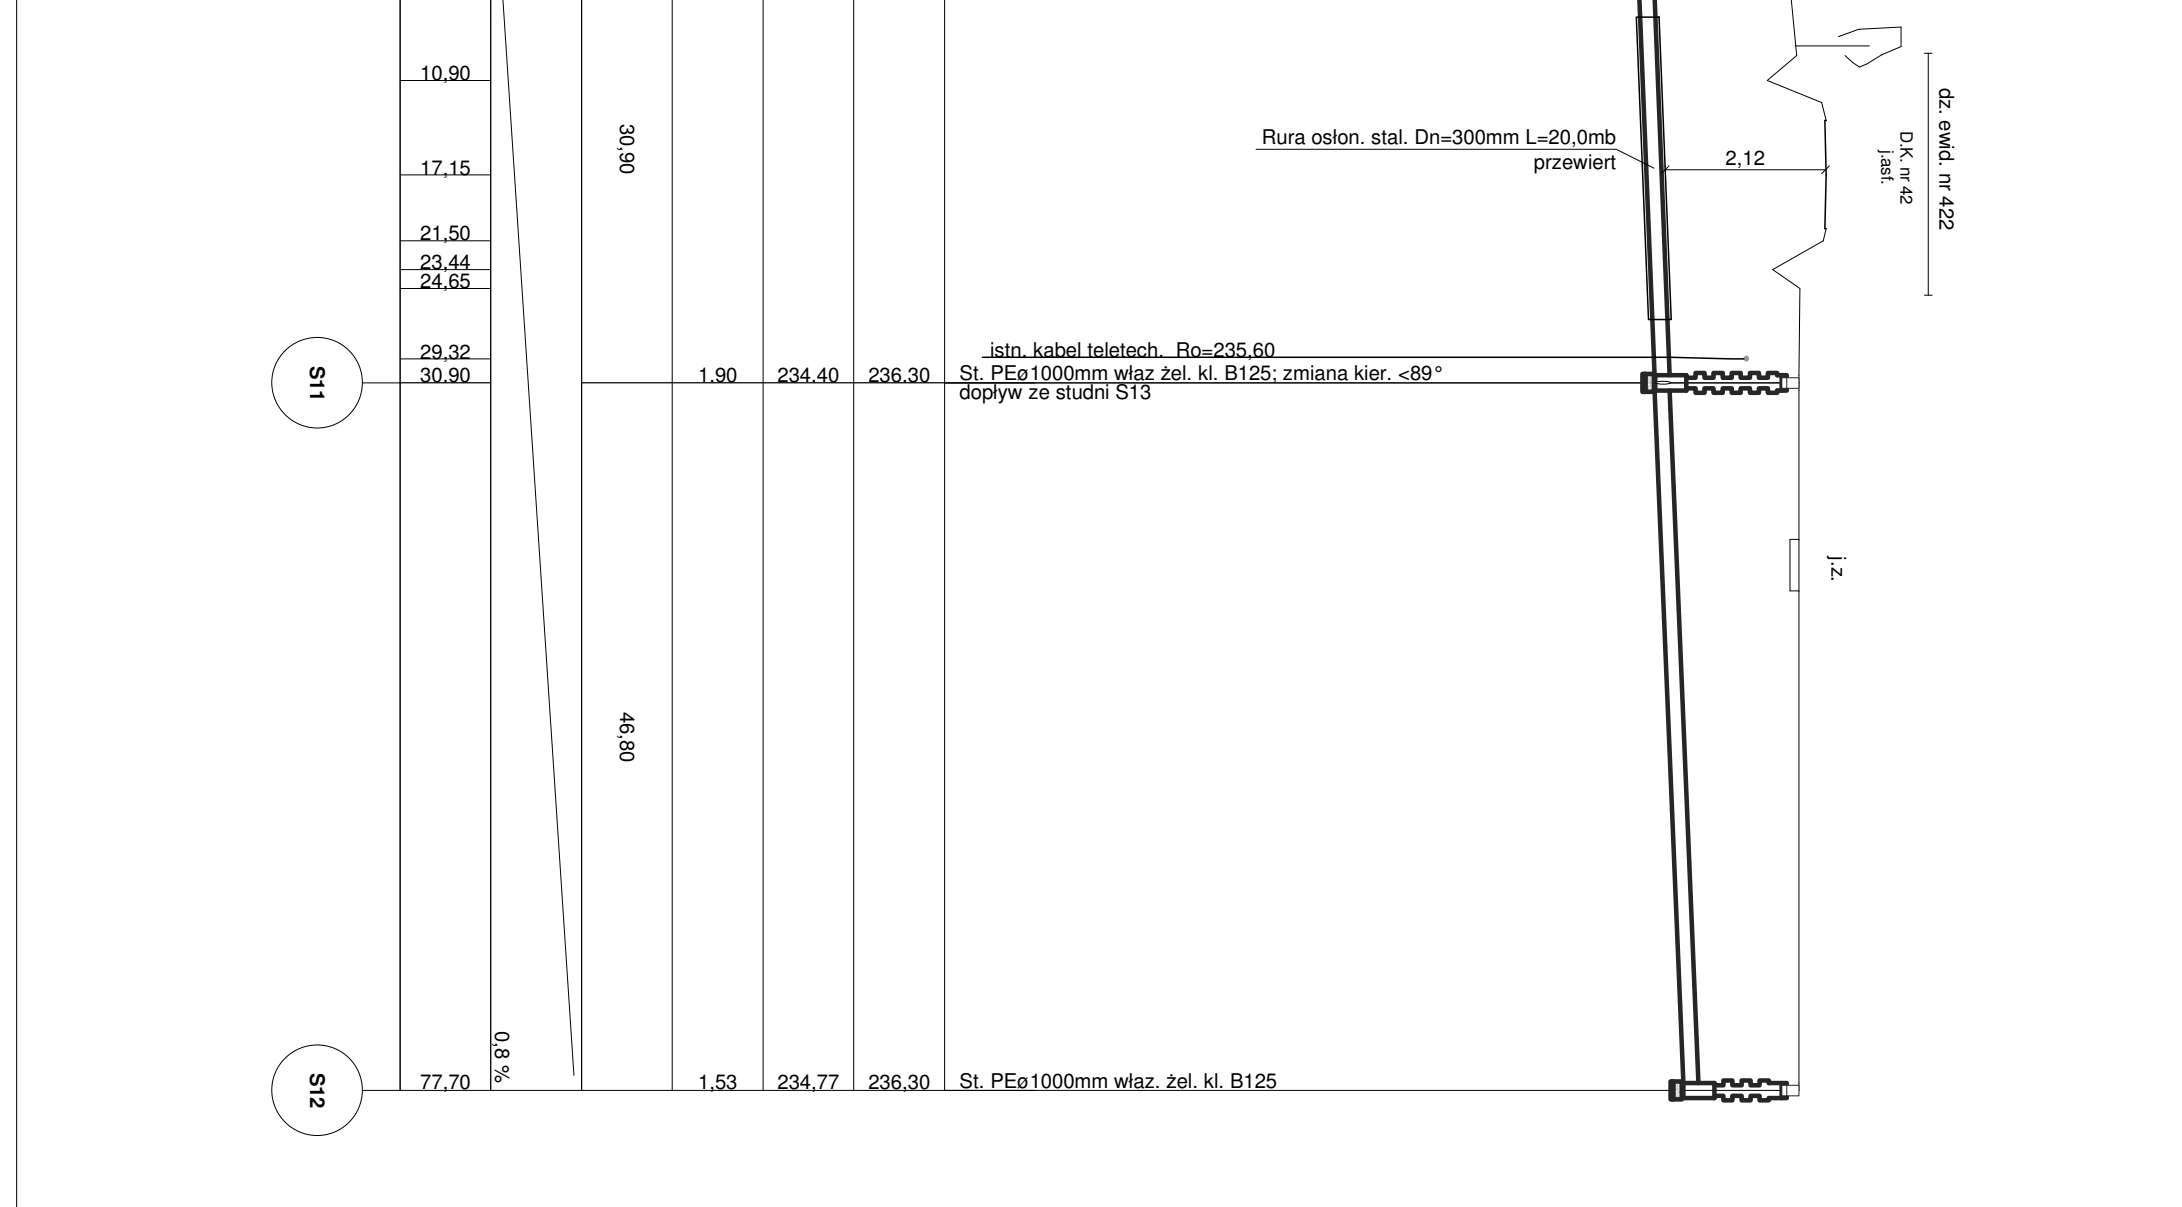 10,90
30,90
Rura osłon. stal. Dn=300mm L=20,0mb
przewiert
2,12
dz. ewid. nr 422
D.K. nr 42
j.asf.
17,15
21,50
23,44
24,65
29,32
istn. kabel teletech. Ro=235,60
S11
30,90
1,90
234,40
236,30
St. PEø1000mm właz żel. kl. B125; zmiana kier. <89°
dopływ ze studni S13
j.z.
46,80
0,8 %
S12
77,70
1,53
234,77
236,30
St. PEø1000mm właz. żel. kl. B125